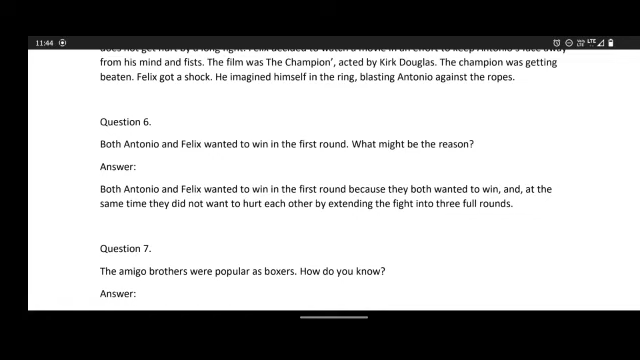 11:44
LTE
does not get hurt by a long fight. Felix decided to watch a movie in an effort to keep Antonio's face away
from his mind and fists. The film was The Champion', acted by Kirk Douglas. The champion was getting
beaten. Felix got a shock. He imagined himself in the ring, blasting Antonio against the ropes.
Question 6.
Both Antonio and Felix wanted to win in the first round. What might be the reason?
Answer:
Both Antonio and Felix wanted to win in the first round because they both wanted to win, and, at the
same time they did not want to hurt each other by extending the fight into three full rounds.
Question 7.
The amigo brothers were popular as boxers. How do you know?
Answer: